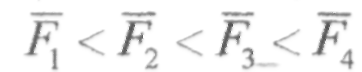 F̅₁ < F̅₂ < F̅₃ < F̅₄